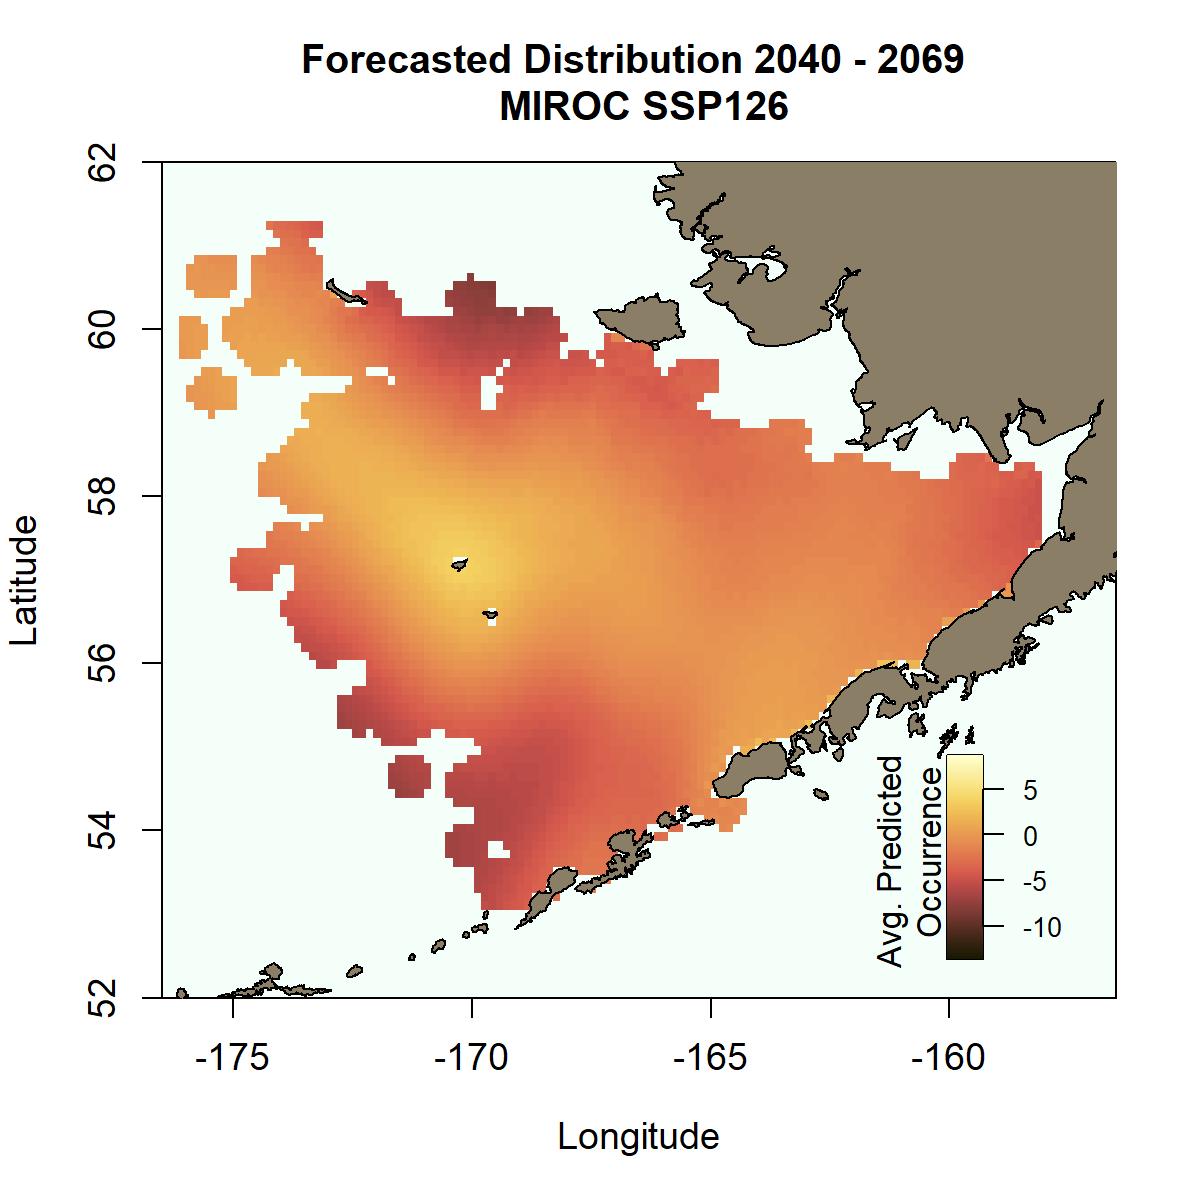 Forecasted Distribution 2040 - 2069
MIROC SSP126
62
60
58
56
54
52
Latitude
-175
-170
-165
-160
Longitude
Avg. Predicted
Occurrence
5
0
-5
-10